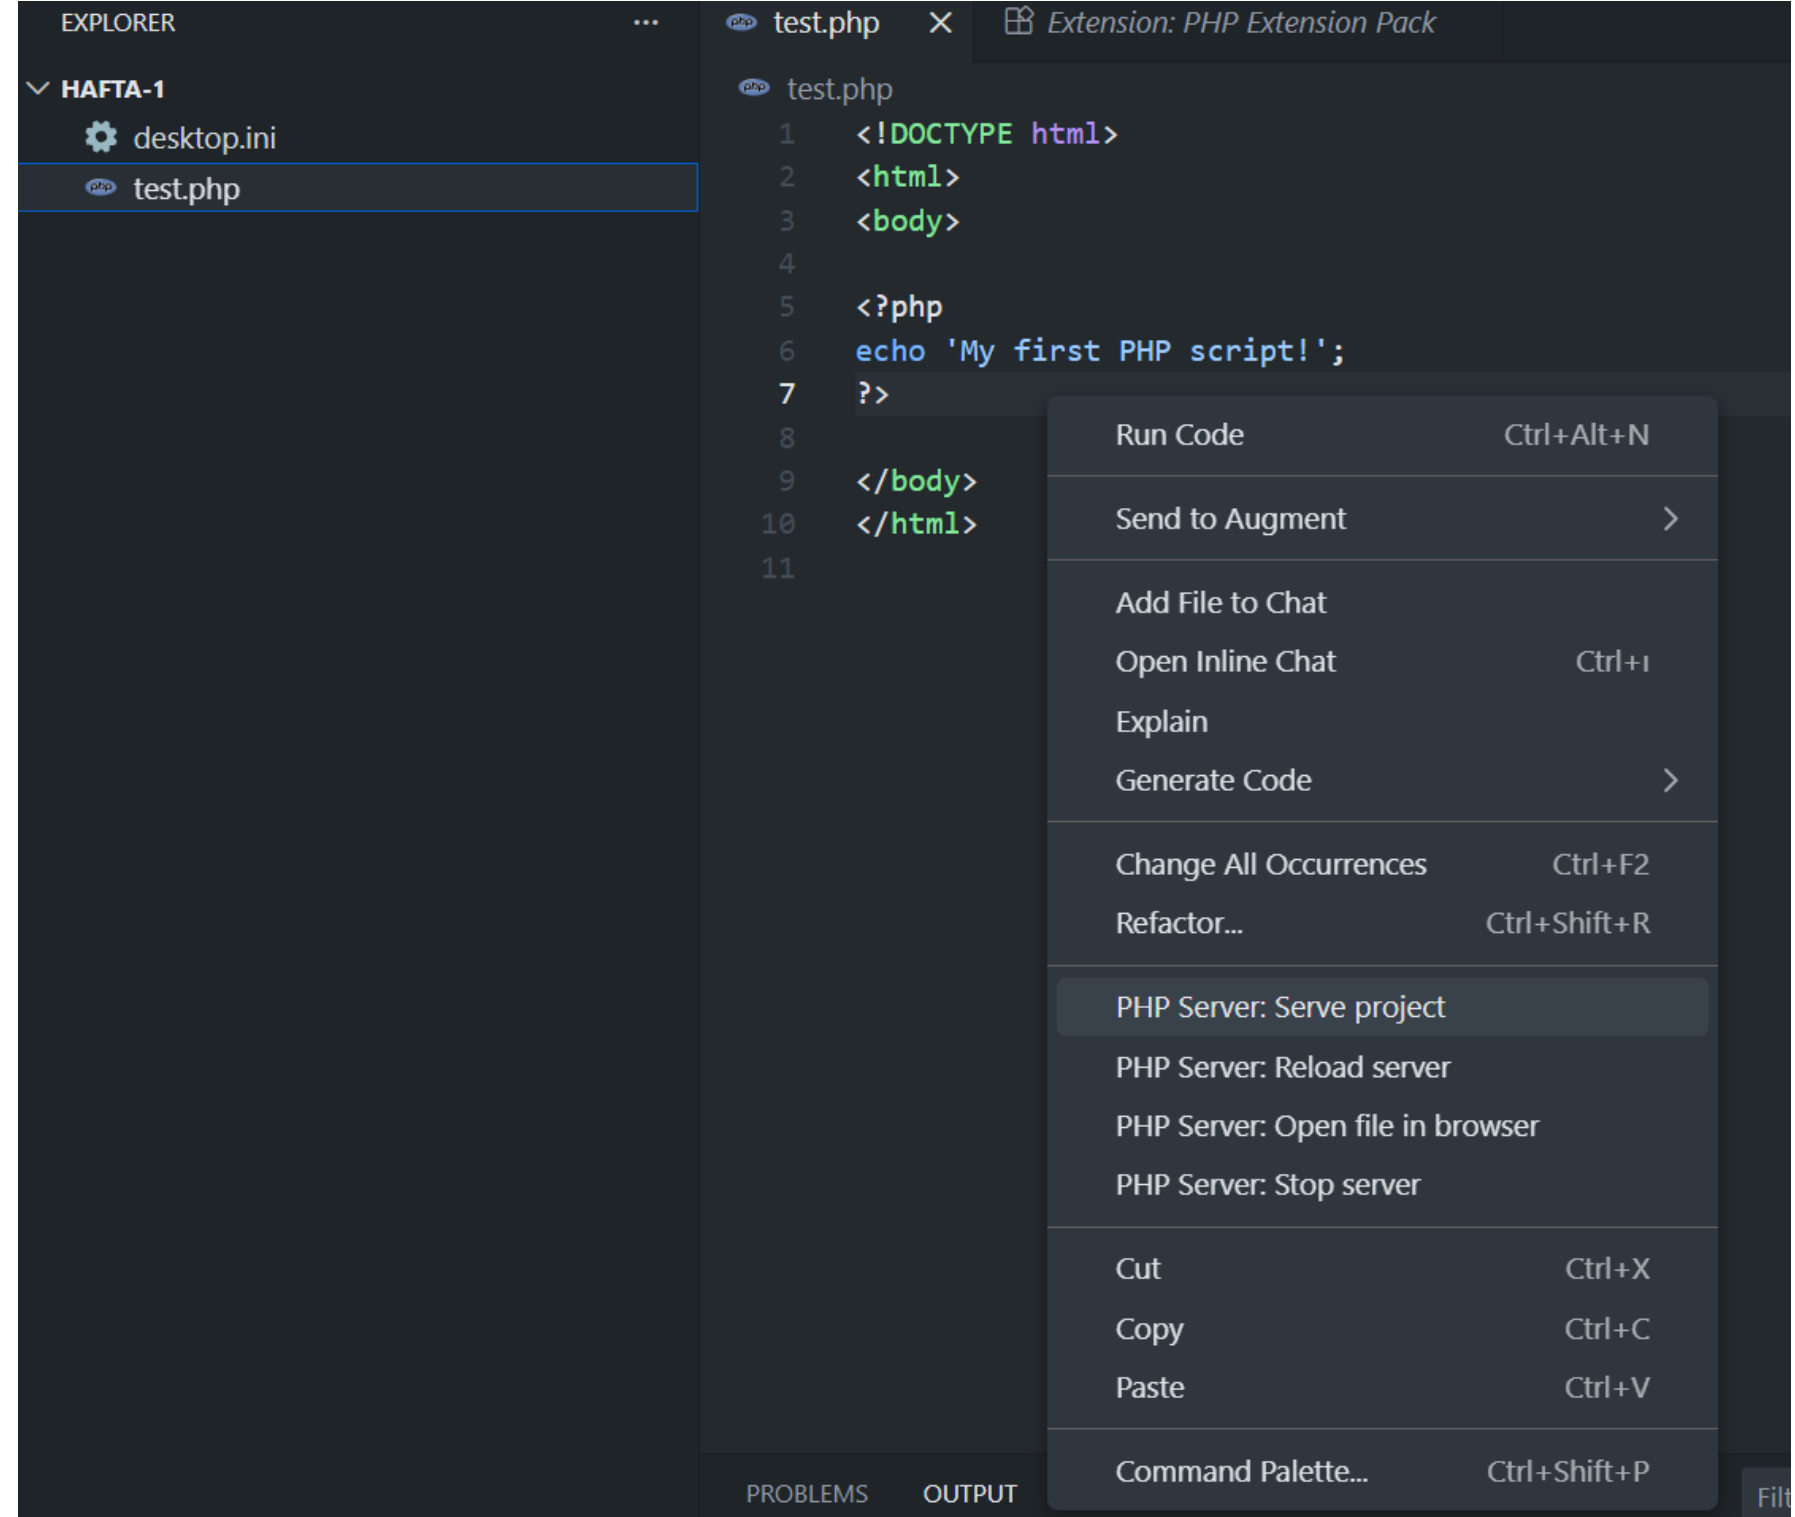 EXPLORER ...
HAFTA-1
desktop.ini
test.php
test.php
Extension: PHP Extension Pack
test.php
1 <!DOCTYPE html>
2 <html>
3 <body>
4
5 <?php
6 echo 'My first PHP script!';
7 ?>
8
9 </body>
10 </html>
11
Run Code Ctrl+Alt+N
Send to Augment
Add File to Chat
Open Inline Chat Ctrl+ı
Explain
Generate Code
Change All Occurrences Ctrl+F2
Refactor... Ctrl+Shift+R
PHP Server: Serve project
PHP Server: Reload server
PHP Server: Open file in browser
PHP Server: Stop server
Cut Ctrl+X
Copy Ctrl+C
Paste Ctrl+V
Command Palette... Ctrl+Shift+P
PROBLEMS OUTPUT